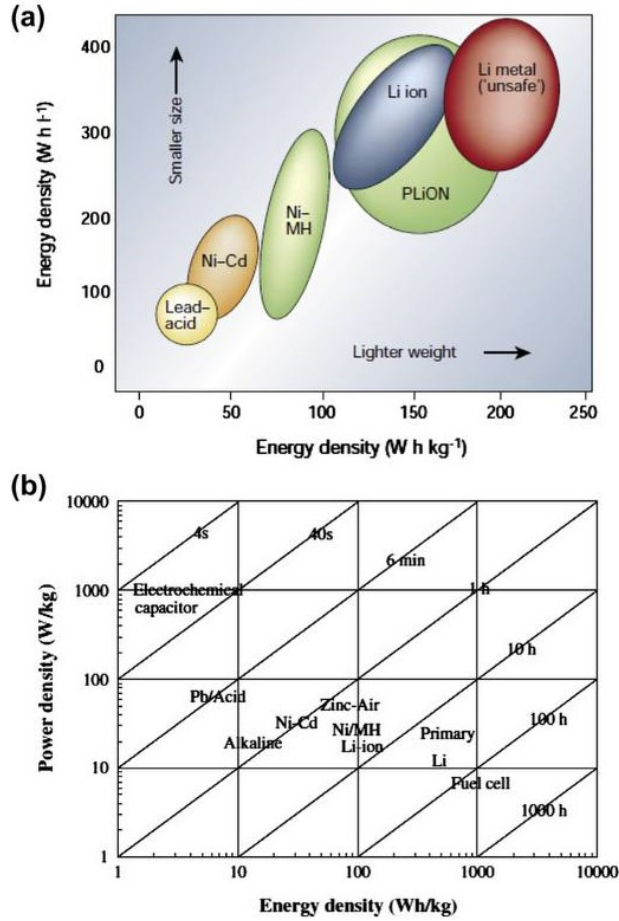 (a)
400
300
200
100
0
Energy density (W h l-1)
Smaller size
Li ion
Li metal
('unsafe')
PLiON
Ni–
MH
Ni–Cd
Lead–
acid
Lighter weight
0 50 100 150 200 250
Energy density (W h kg-1)
(b)
10000
1000
100
10
1
Power density (W/kg)
4s
40s
6 min
1 h
10 h
100 h
1000 h
Electrochemical
capacitor
Pb/Acid
Ni-Cd
Alkaline
Zinc-Air
Ni/MH
Li-ion
Primary
Li
Fuel cell
1 10 100 1000 10000
Energy density (Wh/kg)